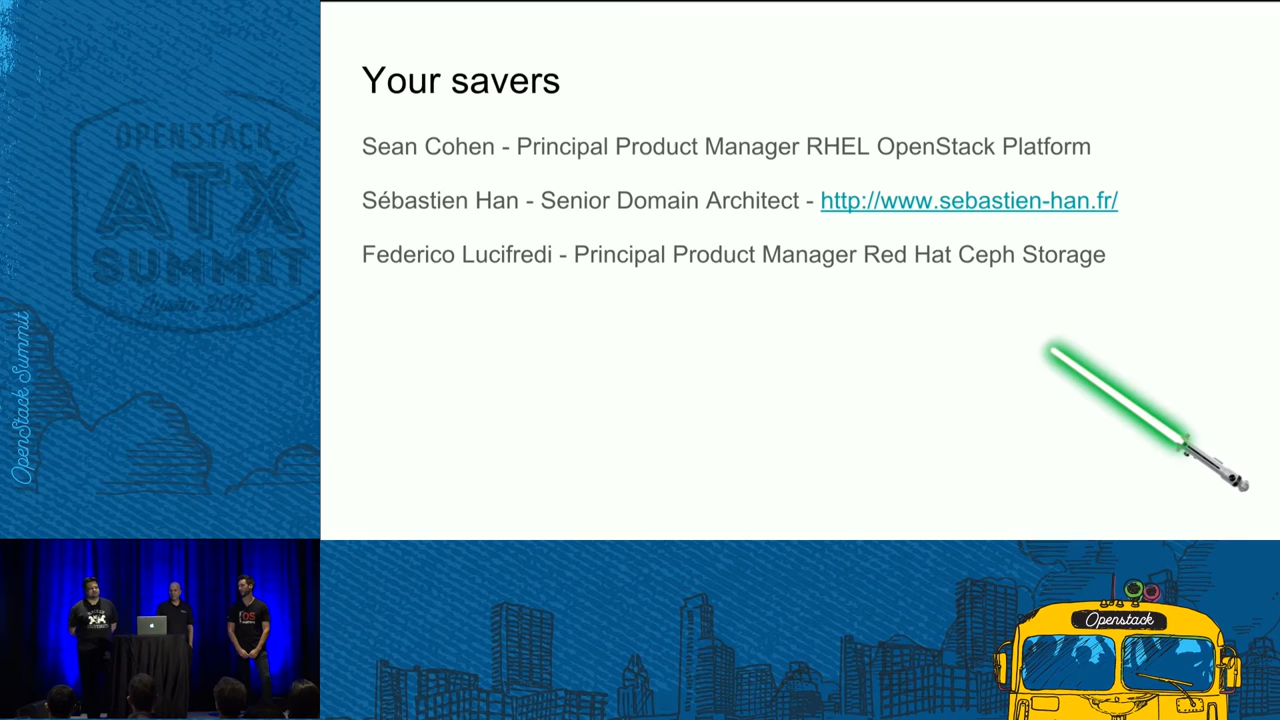 Your savers
Sean Cohen - Principal Product Manager RHEL OpenStack Platform
Sébastien Han - Senior Domain Architect - http://www.sebastien-han.fr/
Federico Lucifredi - Principal Product Manager Red Hat Ceph Storage
OPENSTACK
ATX
SUMMIT
OpenStack Summit
Openstack
OS